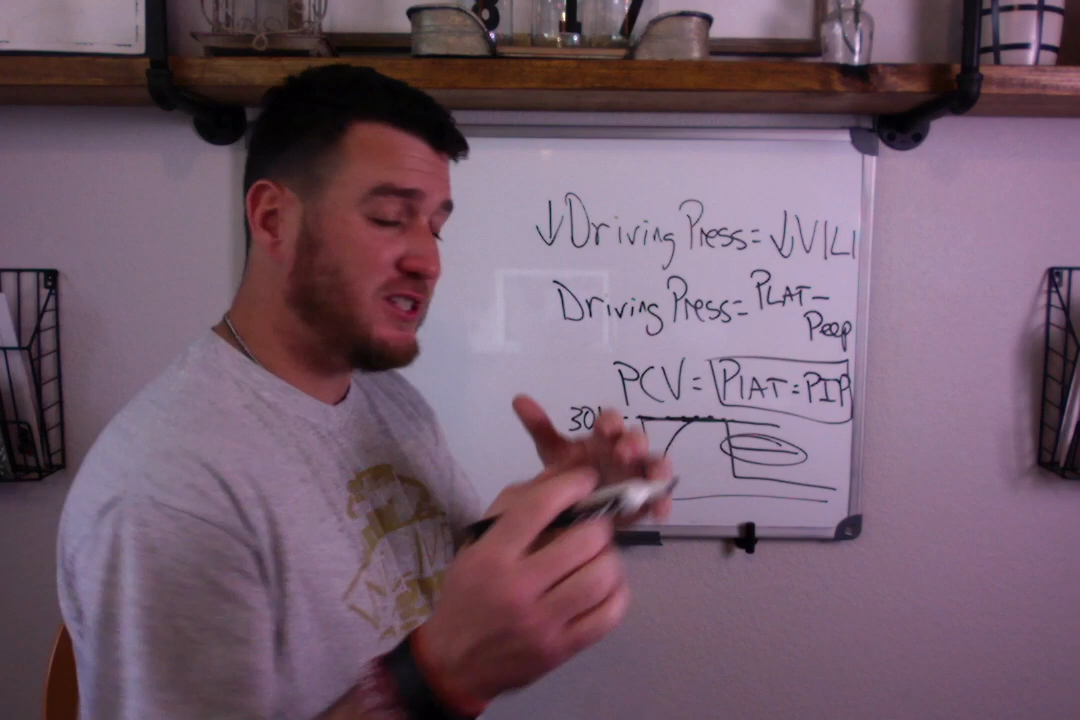 ↓Driving Press = ↓VILI
Driving Press = PLAT -
Peep
PCV = PlAT = PIP
30